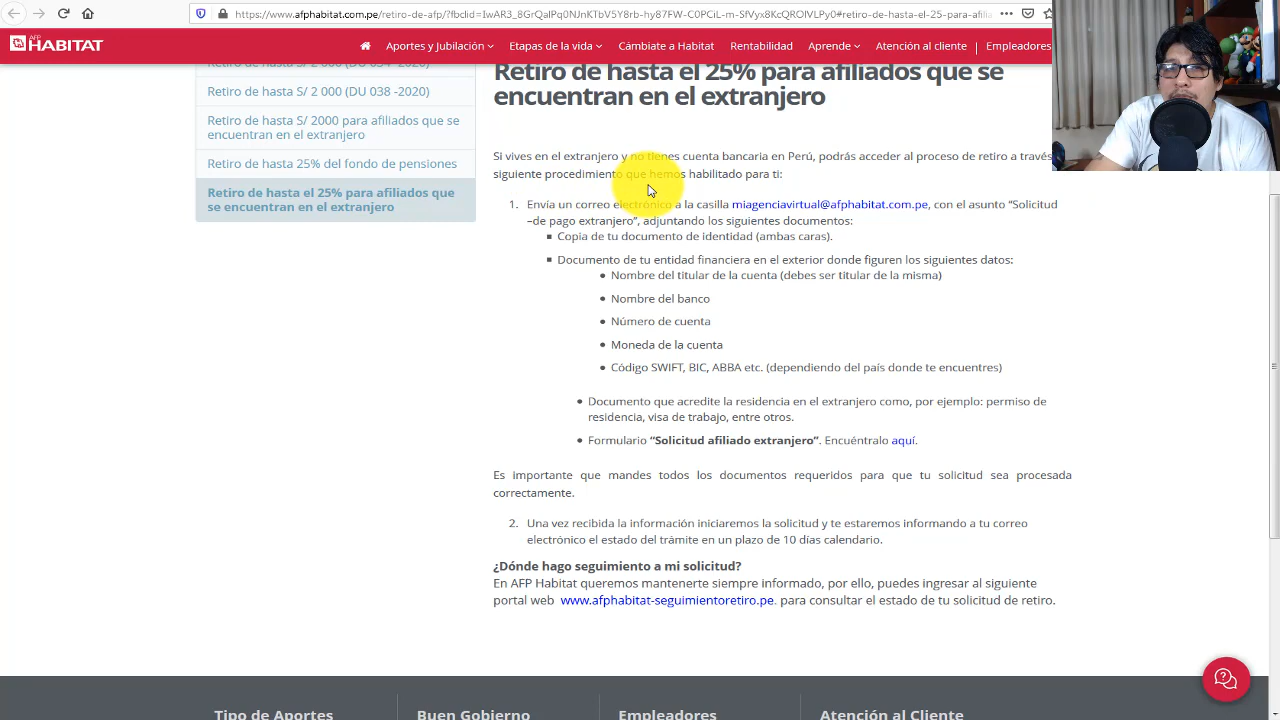 https://www.afphabitat.com.pe/retiro-de-afp/?fbclid=IwAR3_8GrQalPq0NJnKTbV5Y8rb-hy87FW-C0PCiL-m-SfVyx8KcQROlVLPy0#retiro-de-hasta-el-25-para-afilia
AFP HABITAT
Aportes y Jubilación
Etapas de la vida
Cámbiate a Habitat
Rentabilidad
Aprende
Atención al cliente
Empleadores
Retiro de hasta S/ 2 000 (DU 034 -2020)
Retiro de hasta S/ 2 000 (DU 038 -2020)
Retiro de hasta S/ 2000 para afiliados que se
encuentran en el extranjero
Retiro de hasta 25% del fondo de pensiones
Retiro de hasta el 25% para afiliados que
se encuentran en el extranjero
Retiro de hasta el 25% para afiliados que se
encuentran en el extranjero
Si vives en el extranjero y no tienes cuenta bancaria en Perú, podrás acceder al proceso de retiro a través
siguiente procedimiento que hemos habilitado para ti:
1. Envía un correo electrónico a la casilla miagenciavirtual@afphabitat.com.pe, con el asunto “Solicitud
–de pago extranjero”, adjuntando los siguientes documentos:
▪ Copia de tu documento de identidad (ambas caras).
▪ Documento de tu entidad financiera en el exterior donde figuren los siguientes datos:
• Nombre del titular de la cuenta (debes ser titular de la misma)
• Nombre del banco
• Número de cuenta
• Moneda de la cuenta
• Código SWIFT, BIC, ABBA etc. (dependiendo del país donde te encuentres)
• Documento que acredite la residencia en el extranjero como, por ejemplo: permiso de
residencia, visa de trabajo, entre otros.
• Formulario “Solicitud afiliado extranjero”. Encuéntralo aquí.
Es importante que mandes todos los documentos requeridos para que tu solicitud sea procesada
correctamente.
2. Una vez recibida la información iniciaremos la solicitud y te estaremos informando a tu correo
electrónico el estado del trámite en un plazo de 10 días calendario.
¿Dónde hago seguimiento a mi solicitud?
En AFP Habitat queremos mantenerte siempre informado, por ello, puedes ingresar al siguiente
portal web www.afphabitat-seguimientoretiro.pe. para consultar el estado de tu solicitud de retiro.
Tipo de Aportes
Buen Gobierno
Empleadores
Atención al Cliente